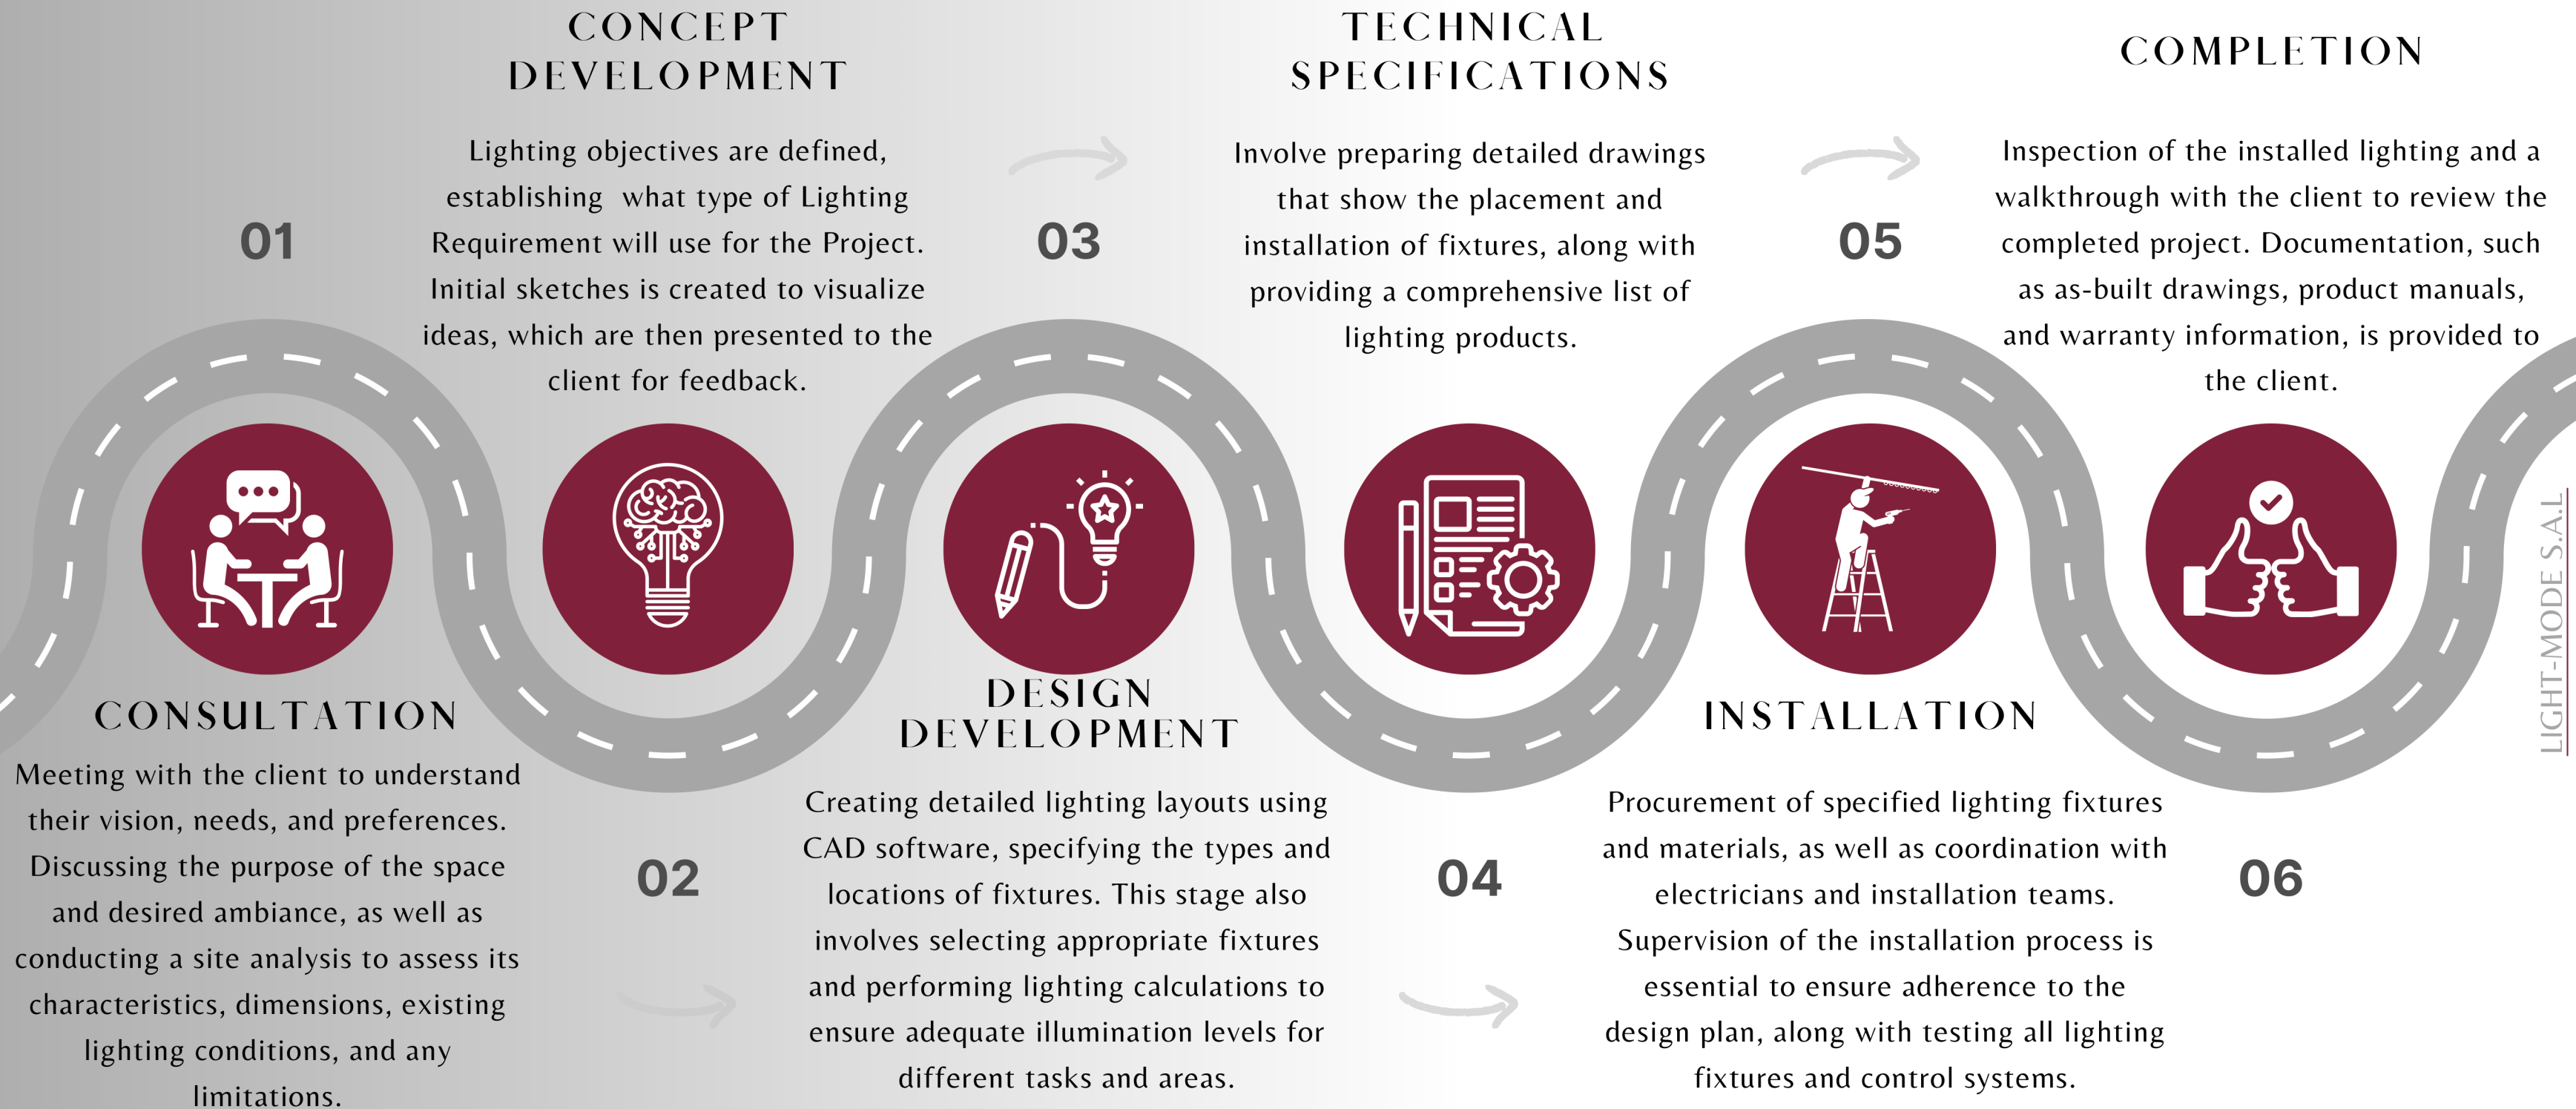 01
CONSULTATION
Meeting with the client to understand
their vision, needs, and preferences.
Discussing the purpose of the space
and desired ambiance, as well as
conducting a site analysis to assess its
characteristics, dimensions, existing
lighting conditions, and any
limitations.
CONCEPT
DEVELOPMENT
Lighting objectives are defined,
establishing  what type of Lighting
Requirement will use for the Project.
Initial sketches is created to visualize
ideas, which are then presented to the
client for feedback.
02
03
DESIGN
DEVELOPMENT
Creating detailed lighting layouts using
CAD software, specifying the types and
locations of fixtures. This stage also
involves selecting appropriate fixtures
and performing lighting calculations to
ensure adequate illumination levels for
different tasks and areas.
TECHNICAL
SPECIFICATIONS
Involve preparing detailed drawings
that show the placement and
installation of fixtures, along with
providing a comprehensive list of
lighting products.
04
05
INSTALLATION
Procurement of specified lighting fixtures
and materials, as well as coordination with
electricians and installation teams.
Supervision of the installation process is
essential to ensure adherence to the
design plan, along with testing all lighting
fixtures and control systems.
COMPLETION
Inspection of the installed lighting and a
walkthrough with the client to review the
completed project. Documentation, such
as as-built drawings, product manuals,
and warranty information, is provided to
the client.
06
LIGHT-MODE S.A.L